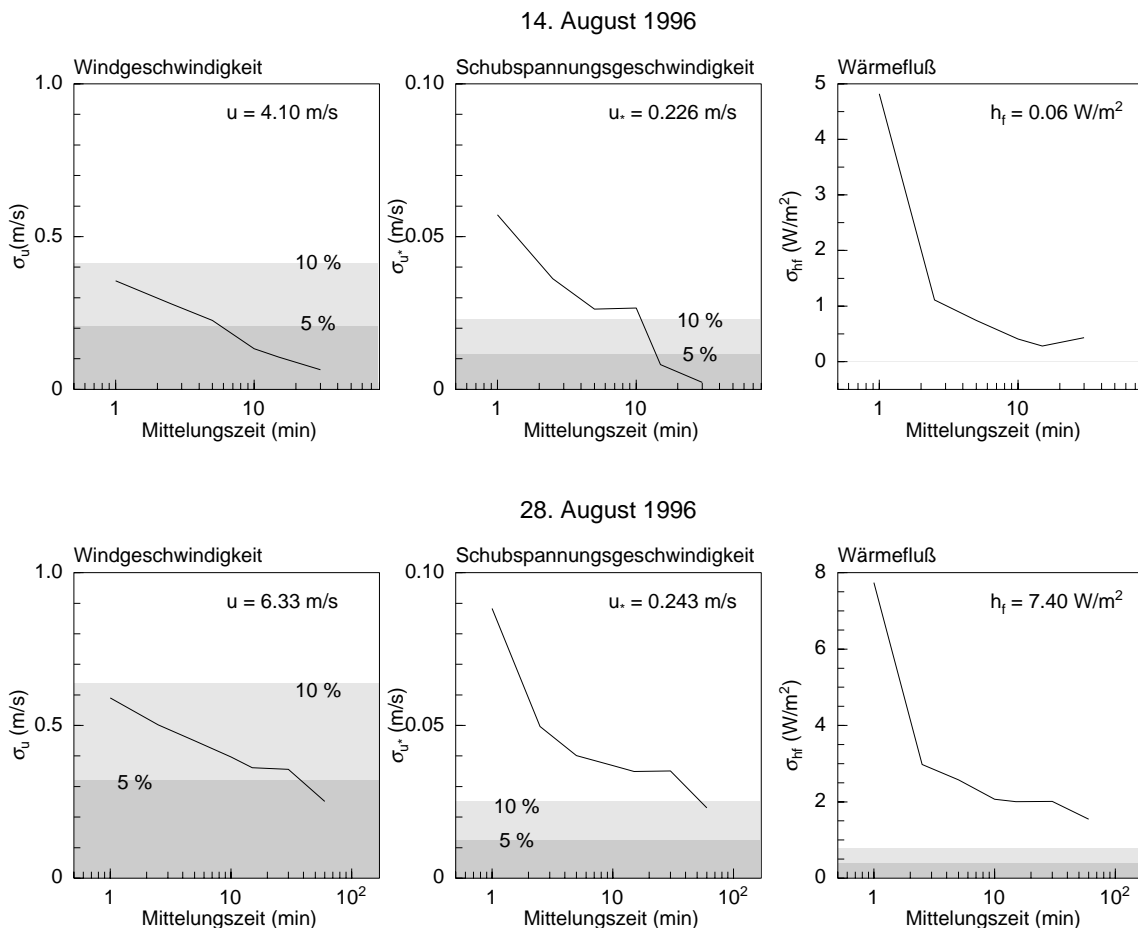 14. August 1996
Windgeschwindigkeit
u = 4.10 m/s
10 %
5 %
1.0
0.5
0
σu(m/s)
1
10
Mittelungszeit (min)
Schubspannungsgeschwindigkeit
u* = 0.226 m/s
10 %
5 %
0.10
0.05
0
σu* (m/s)
1
10
Mittelungszeit (min)
Wärmefluß
hf = 0.06 W/m²
5
4
3
2
1
0
σhf (W/m²)
1
10
Mittelungszeit (min)
28. August 1996
Windgeschwindigkeit
u = 6.33 m/s
10 %
5 %
1.0
0.5
0
σu (m/s)
1
10
10²
Mittelungszeit (min)
Schubspannungsgeschwindigkeit
u* = 0.243 m/s
10 %
5 %
0.10
0.05
0
σu* (m/s)
1
10
10²
Mittelungszeit (min)
Wärmefluß
hf = 7.40 W/m²
8
6
4
2
0
σhf (W/m²)
1
10
10²
Mittelungszeit (min)